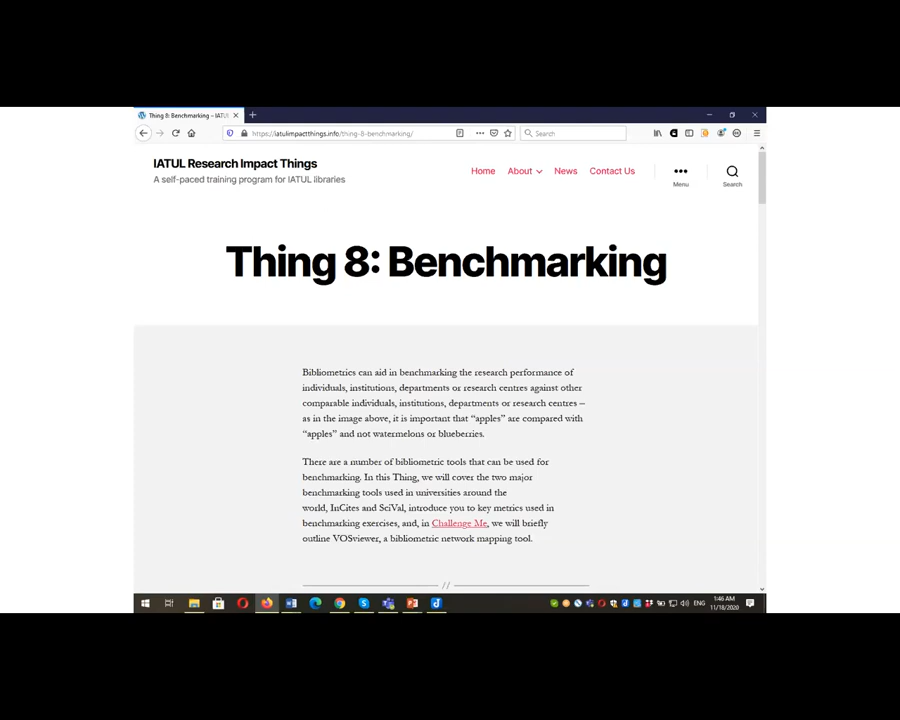 Thing 8: Benchmarking – IATU
https://iatulimpactthings.info/thing-8-benchmarking/
Search
IATUL Research Impact Things
A self-paced training program for IATUL libraries
Home
About
News
Contact Us
Menu
Search
Thing 8: Benchmarking
Bibliometrics can aid in benchmarking the research performance of
individuals, institutions, departments or research centres against other
comparable individuals, institutions, departments or research centres –
as in the image above, it is important that “apples” are compared with
“apples” and not watermelons or blueberries.
There are a number of bibliometric tools that can be used for
benchmarking. In this Thing, we will cover the two major
benchmarking tools used in universities around the
world, InCites and SciVal, introduce you to key metrics used in
benchmarking exercises, and, in Challenge Me, we will briefly
outline VOSviewer, a bibliometric network mapping tool.
//
ENG
1:46 AM
11/18/2020